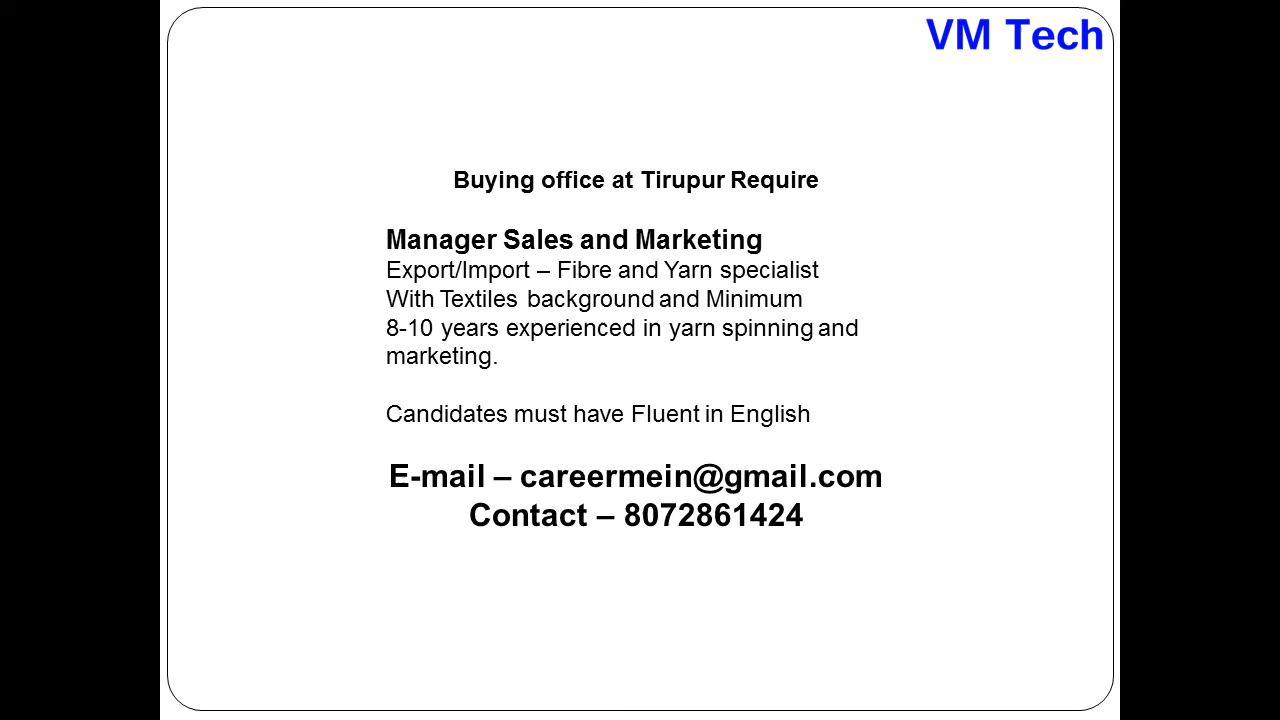 VM Tech
Buying office at Tirupur Require
Manager Sales and Marketing
Export/Import – Fibre and Yarn specialist
With Textiles background and Minimum
8-10 years experienced in yarn spinning and
marketing.
Candidates must have Fluent in English
E-mail – careermein@gmail.com
Contact – 8072861424